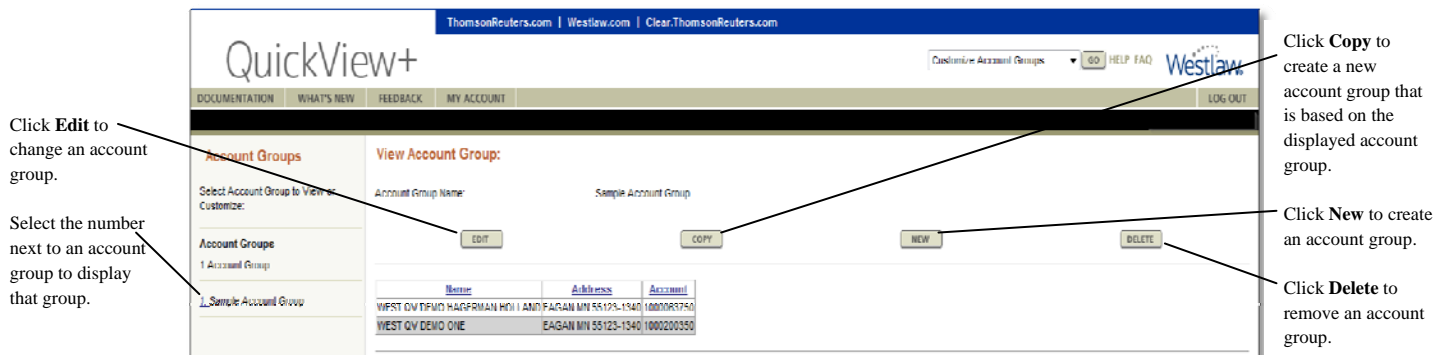 ThomsonReuters.com | Westlaw.com | Clear.ThomsonReuters.com
QuickView+
Customize Account Groups GO HELP FAQ Westlaw.
DOCUMENTATION WHAT'S NEW FEEDBACK MY ACCOUNT LOG OUT
Click Edit to
change an account
group.
Select the number
next to an account
group to display
that group.
Account Groups
Select Account Group to View or
Customize:
Account Groups
1 Account Group
1. Sample Account Group
View Account Group:
Account Group Name: Sample Account Group
EDIT COPY NEW DELETE
Name Address Account
WEST QV DEMO HAGERMAN HOLLAND EAGAN MN 55123-1340 1000083750
WEST QV DEMO ONE EAGAN MN 55123-1340 1000200350
Click Copy to
create a new
account group that
is based on the
displayed account
group.
Click New to create
an account group.
Click Delete to
remove an account
group.